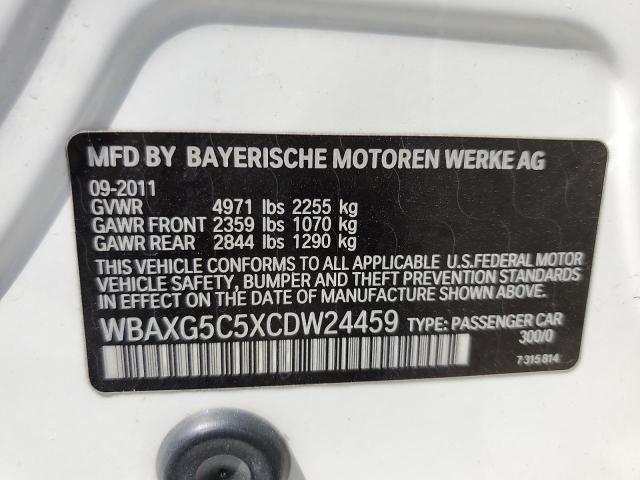 MFD BY BAYERISCHE MOTOREN WERKE AG
09-2011
GVWR 4971 lbs 2255 kg
GAWR FRONT 2359 lbs 1070 kg
GAWR REAR 2844 lbs 1290 kg
THIS VEHICLE CONFORMS TO ALL APPLICABLE U.S.FEDERAL MOTOR
VEHICLE SAFETY, BUMPER AND THEFT PREVENTION STANDARDS
IN EFFECT ON THE DATE OF MANUFACTURE SHOWN ABOVE.
WBAXG5C5XCDW24459 TYPE: PASSENGER CAR
300/0
7 315 814